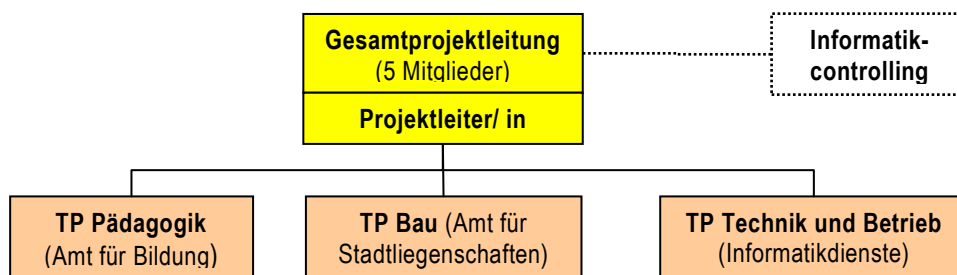 Gesamtprojektleitung
(5 Mitglieder)
Informatik-
controlling
Projektleiter/ in
TP Pädagogik
(Amt für Bildung)
TP Bau (Amt für
Stadtliegenschaften)
TP Technik und Betrieb
(Informatikdienste)